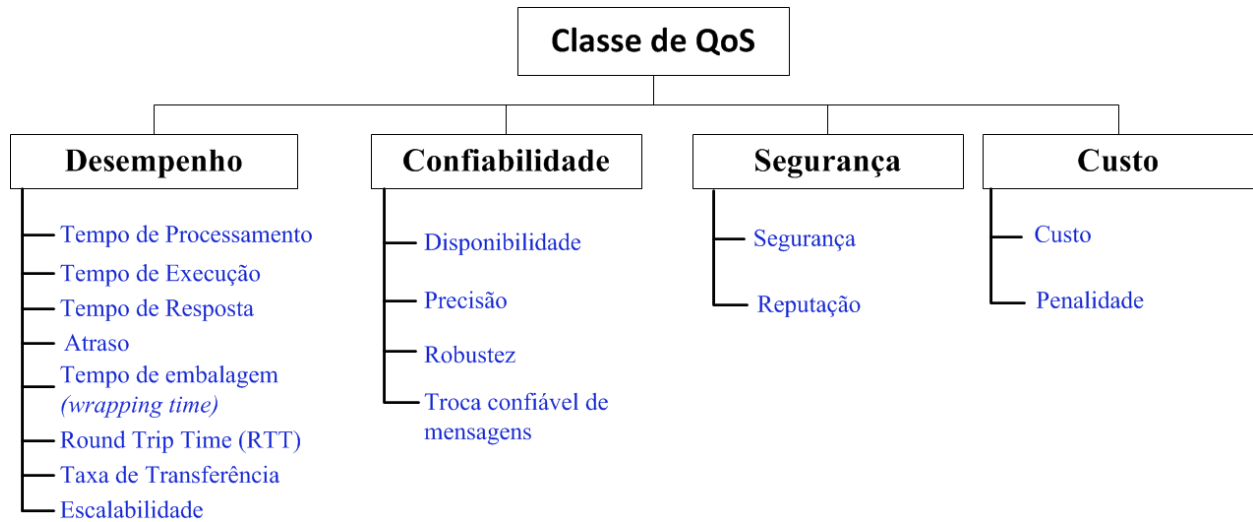 Classe de QoS
Desempenho
Tempo de Processamento
Tempo de Execução
Tempo de Resposta
Atraso
Tempo de embalagem
(wrapping time)
Round Trip Time (RTT)
Taxa de Transferência
Escalabilidade
Confiabilidade
Disponibilidade
Precisão
Robustez
Troca confiável de
mensagens
Segurança
Segurança
Reputação
Custo
Custo
Penalidade